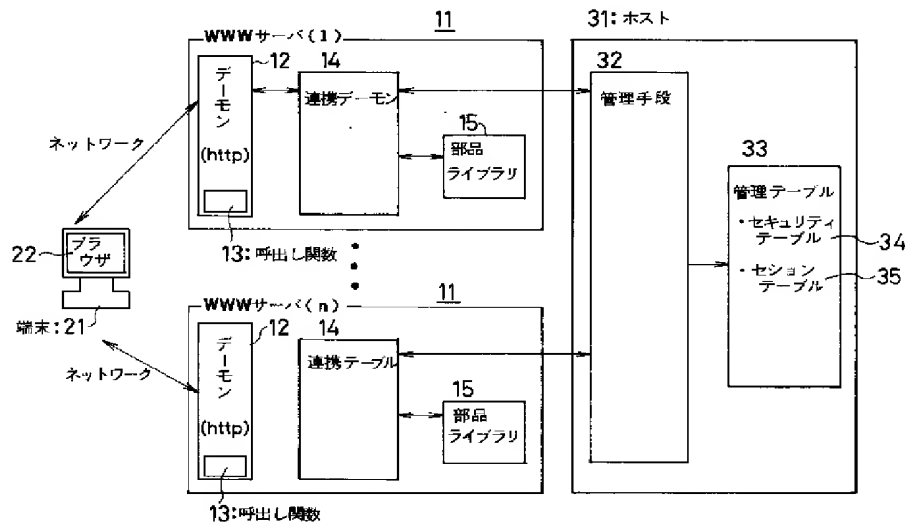 11
31:ホスト
WWWサーバ(1)
12
14
32
デーモン
(http)
連携デーモン
管理手段
15
部品
ライブラリ
ネットワーク
33
管理テーブル
・セキュリティ
テーブル
34
・セション
テーブル
35
13:呼出し関数
22
ブラ
ウザ
端末:21
11
WWWサーバ(n)
12
14
デーモン
(http)
連携テーブル
15
部品
ライブラリ
ネットワーク
13:呼出し関数